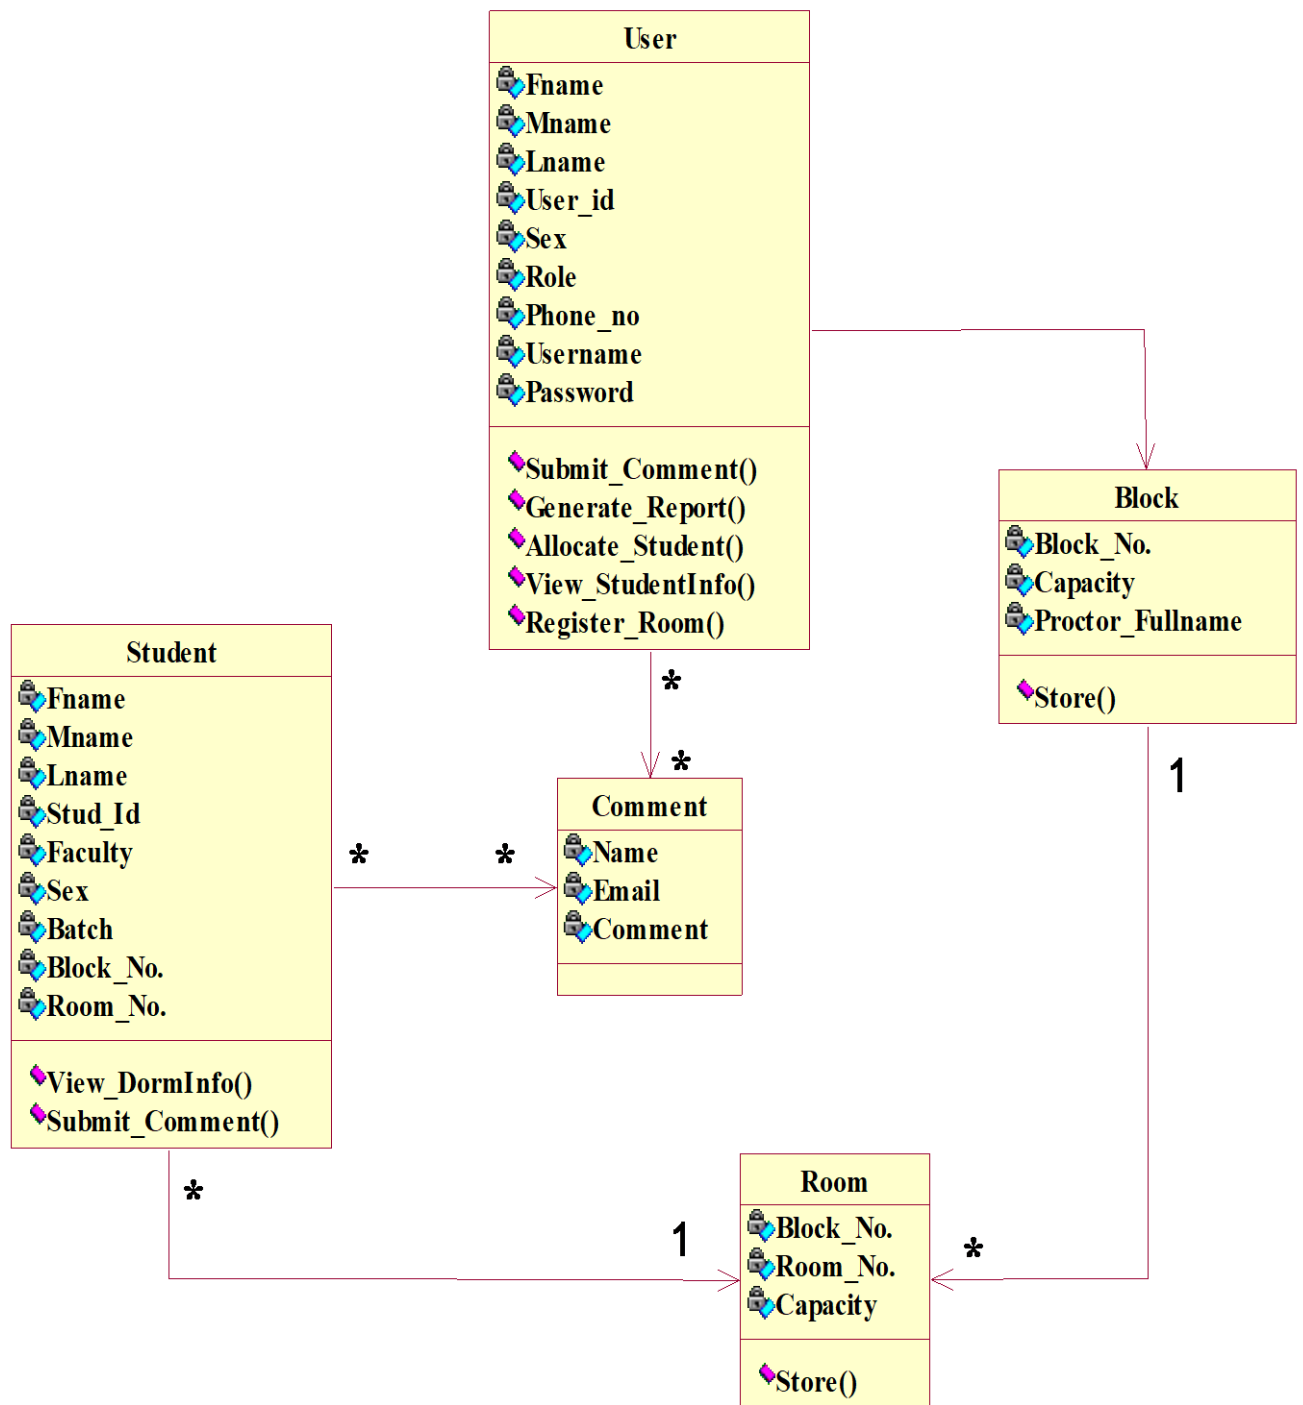 User
Fname
Mname
Lname
User_id
Sex
Role
Phone_no
Username
Password
Submit_Comment()
Generate_Report()
Allocate_Student()
View_StudentInfo()
Register_Room()
Block
Block_No.
Capacity
Proctor_Fullname
Store()
Student
Fname
Mname
Lname
Stud_Id
Faculty
Sex
Batch
Block_No.
Room_No.
View_DormInfo()
Submit_Comment()
*
*
Comment
Name
Email
Comment
*
*
1
*
1
*
Room
Block_No.
Room_No.
Capacity
Store()